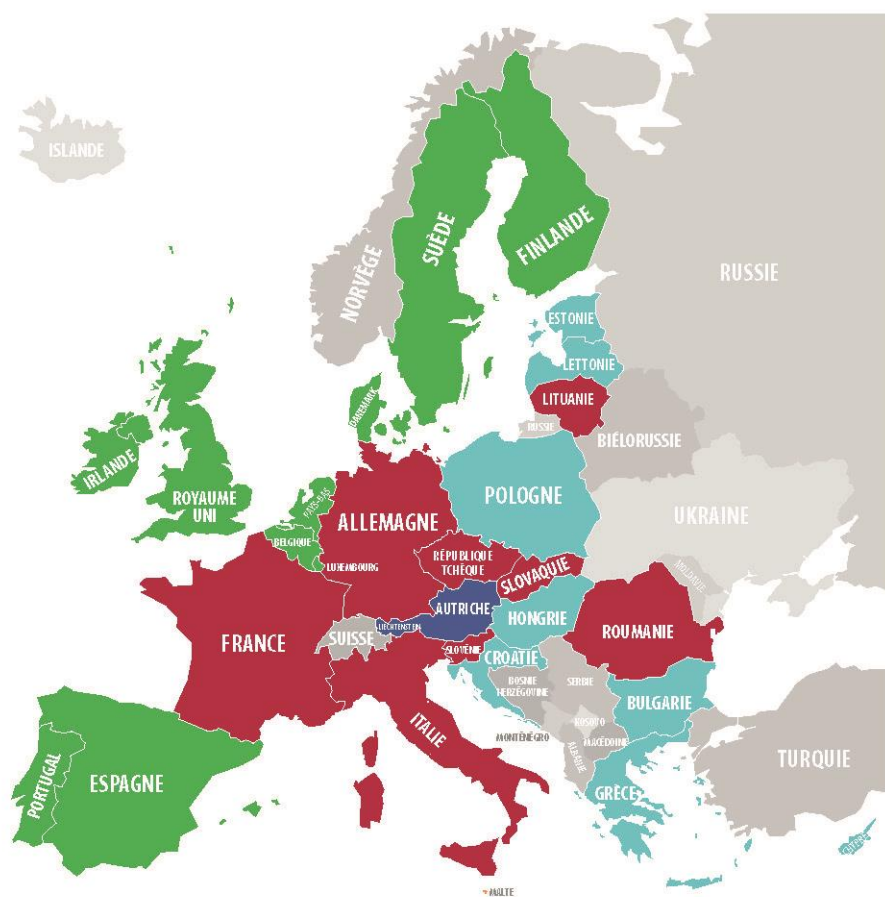 ISLANDE
SUÈDE
FINLANDE
NORVÈGE
RUSSIE
ESTONIE
LETTONIE
LITUANIE
DANEMARK
RUSSIE
BIÉLORUSSIE
IRLANDE
ROYAUME
UNI
PAYS-BAS
POLOGNE
ALLEMAGNE
UKRAINE
BELGIQUE
LUXEMBOURG
RÉPUBLIQUE
TCHÈQUE
SLOVAQUIE
MOLDAVIE
AUTRICHE
LIECHTENSTEIN
HONGRIE
ROUMANIE
FRANCE
SUISSE
SLOVÉNIE
CROATIE
BOSNIE
HERZÉGOVINE
SERBIE
BULGARIE
ITALIE
KOSOVO
MONTÉNÉGRO
MACÉDOINE
ALBANIE
TURQUIE
PORTUGAL
ESPAGNE
GRÈCE
CHYPRE
MALTE